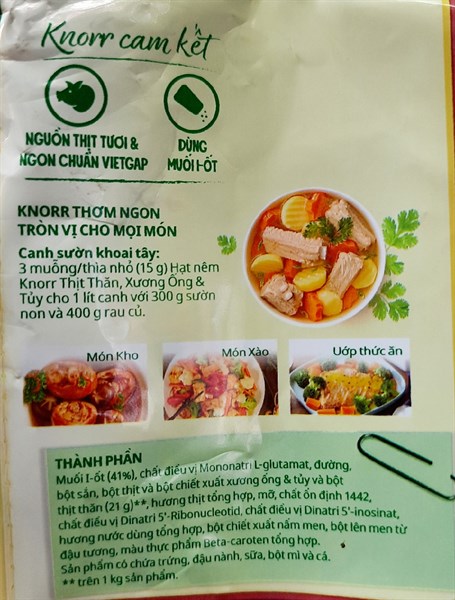 Knorr cam kết
NGUỒN THỊT TƯƠI &
NGON CHUẨN VIETGAP
DÙNG
MUỐI I-ỐT
KNORR THƠM NGON
TRÒN VỊ CHO MỌI MÓN
Canh sườn khoai tây:
3 muỗng/thìa nhỏ (15 g) Hạt nêm
Knorr Thịt Thăn, Xương Ống &
Tủy cho 1 lít canh với 300 g sườn
non và 400 g rau củ.
Món Kho
Món Xào
Ướp thức ăn
THÀNH PHẦN
Muối I-ốt (41%), chất điều vị Mononatri L-glutamat, đường,
bột sắn, bột thịt và bột chiết xuất xương ống & tủy và bột
thịt thăn (21 g)**, hương thịt tổng hợp, mỡ, chất ổn định 1442,
chất điều vị Dinatri 5'-Ribonucleotid, chất điều vị Dinatri 5'-inosinat,
hương nước dùng tổng hợp, bột chiết xuất nấm men, bột lên men từ
đậu tương, màu thực phẩm Beta-caroten tổng hợp.
Sản phẩm có chứa trứng, đậu nành, sữa, bột mì và cá.
** trên 1 kg sản phẩm.